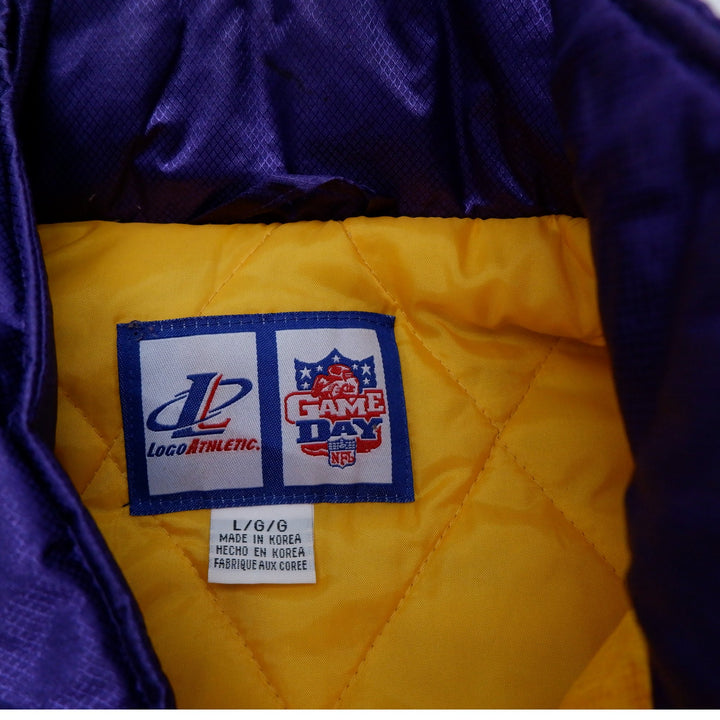 LOGO ATHLETIC.
GAME
DAY
NFL
L/G/G
MADE IN KOREA
HECHO EN KOREA
FABRIQUE AUX COREE